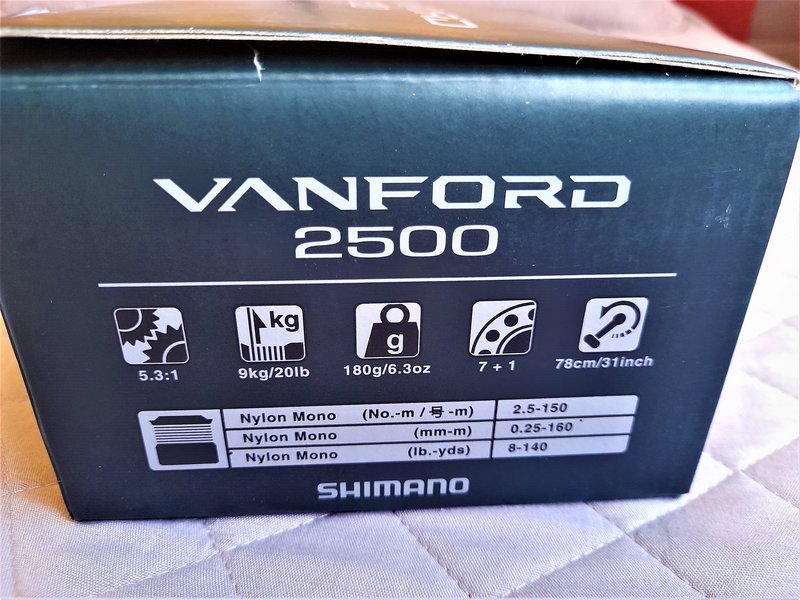 VANFORD
2500
kg
g
5.3:1
9kg/20lb
180g/6.3oz
7 + 1
78cm/31inch
Nylon Mono (No.-m / 号 -m) 2.5-150
Nylon Mono (mm-m) 0.25-160
Nylon Mono (lb.-yds) 8-140
SHIMANO